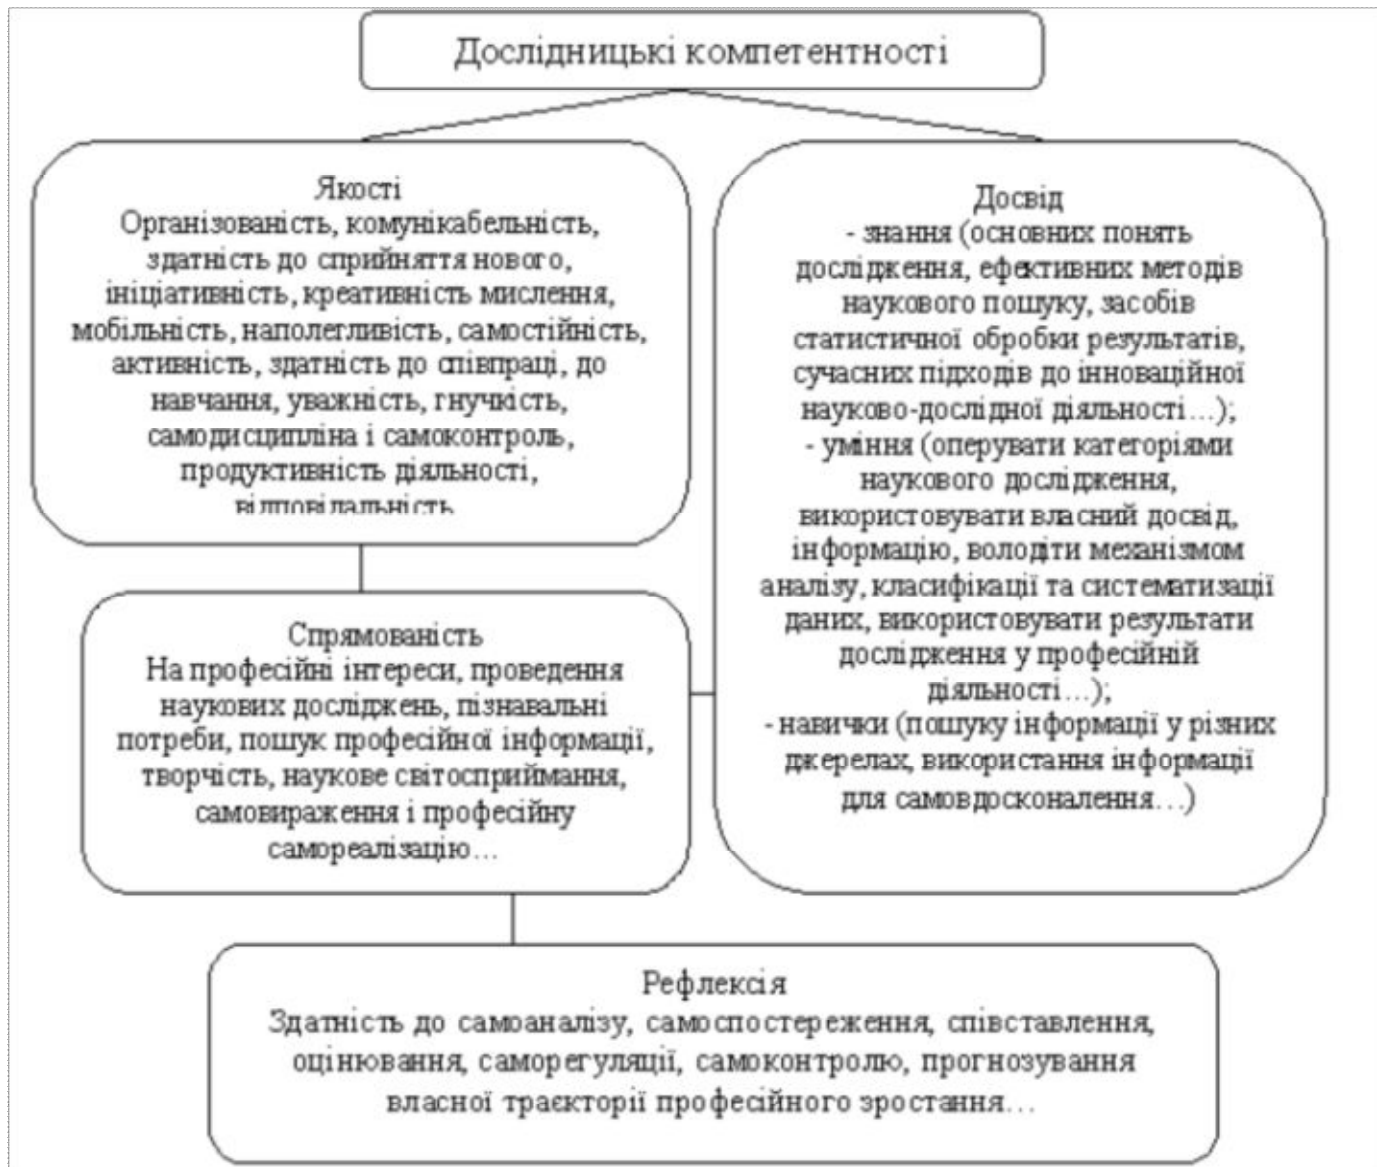 Дослідницькі компетентності
Якості
Організованість, комунікабельність,
здатність до сприйняття нового,
ініціативність, креативність мислення,
мобільність, наполегливість, самостійність,
активність, здатність до співпраці, до
навчання, уважність, гнучкість,
самодисципліна і самоконтроль,
продуктивність діяльності,
відповідальність
Спрямованість
На професійні інтереси, проведення
наукових досліджень, пізнавальні
потреби, пошук професійної інформації,
творчість, наукове світосприймання,
самовираження і професійну
самореалізацію...
Досвід
- знання (основних понять
дослідження, ефективних методів
наукового пошуку, засобів
статистичної обробки результатів,
сучасних підходів до інноваційної
науково-дослідної діяльності...);
- уміння (оперувати категоріями
наукового дослідження,
використовувати власний досвід,
інформацію, володіти механізмом
аналізу, класифікації та систематизації
даних, використовувати результати
дослідження у професійній
діяльності...);
- навички (пошуку інформації у різних
джерелах, використання інформації
для самовдосконалення...)
Рефлексія
Здатність до самоаналізу, самоспостереження, співставлення,
оцінювання, саморегуляції, самоконтролю, прогнозування
власної траєкторії професійного зростання...